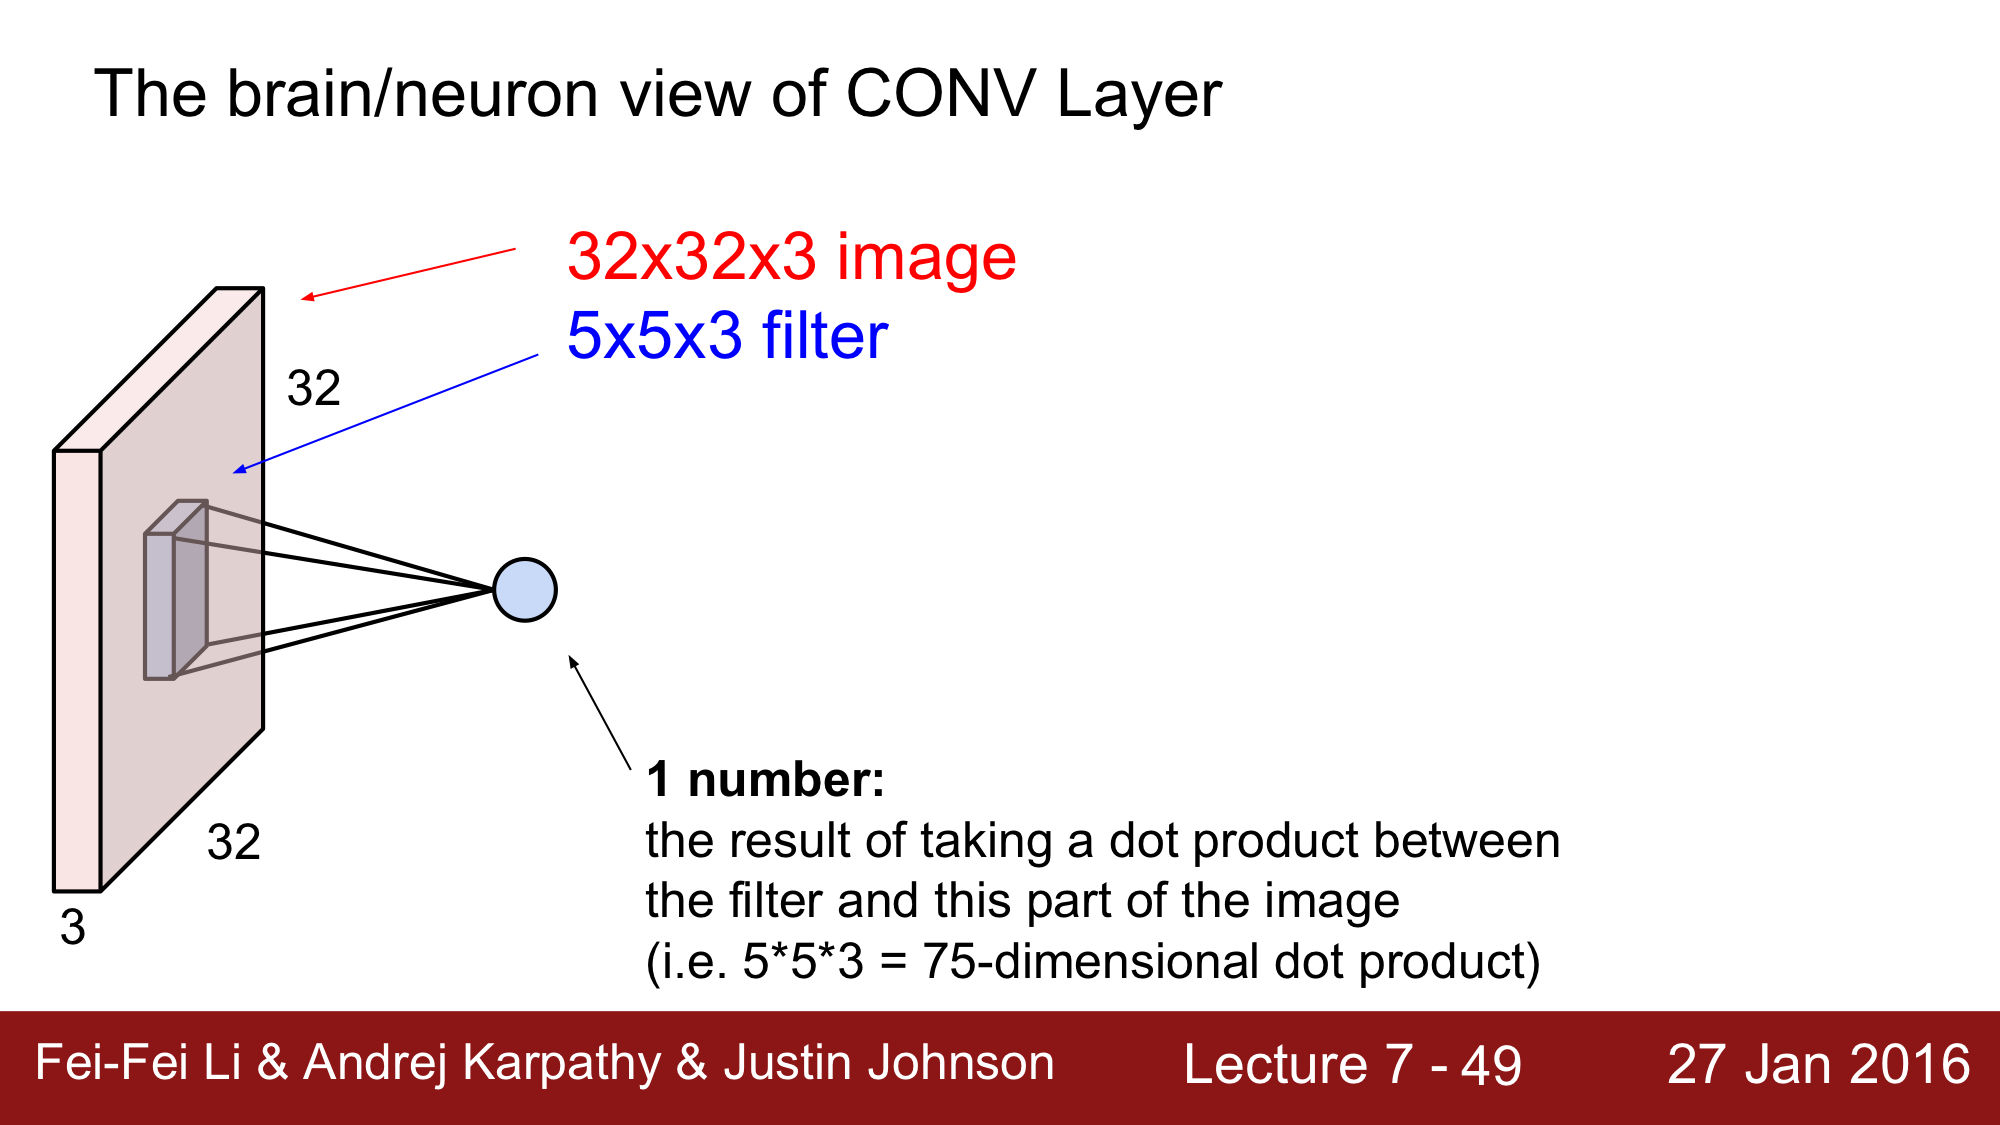 The brain/neuron view of CONV Layer
32x32x3 image
5x5x3 filter
32
32
3
1 number:
the result of taking a dot product between
the filter and this part of the image
(i.e. 5*5*3 = 75-dimensional dot product)
Fei-Fei Li & Andrej Karpathy & Justin Johnson
Lecture 7 - 49
27 Jan 2016